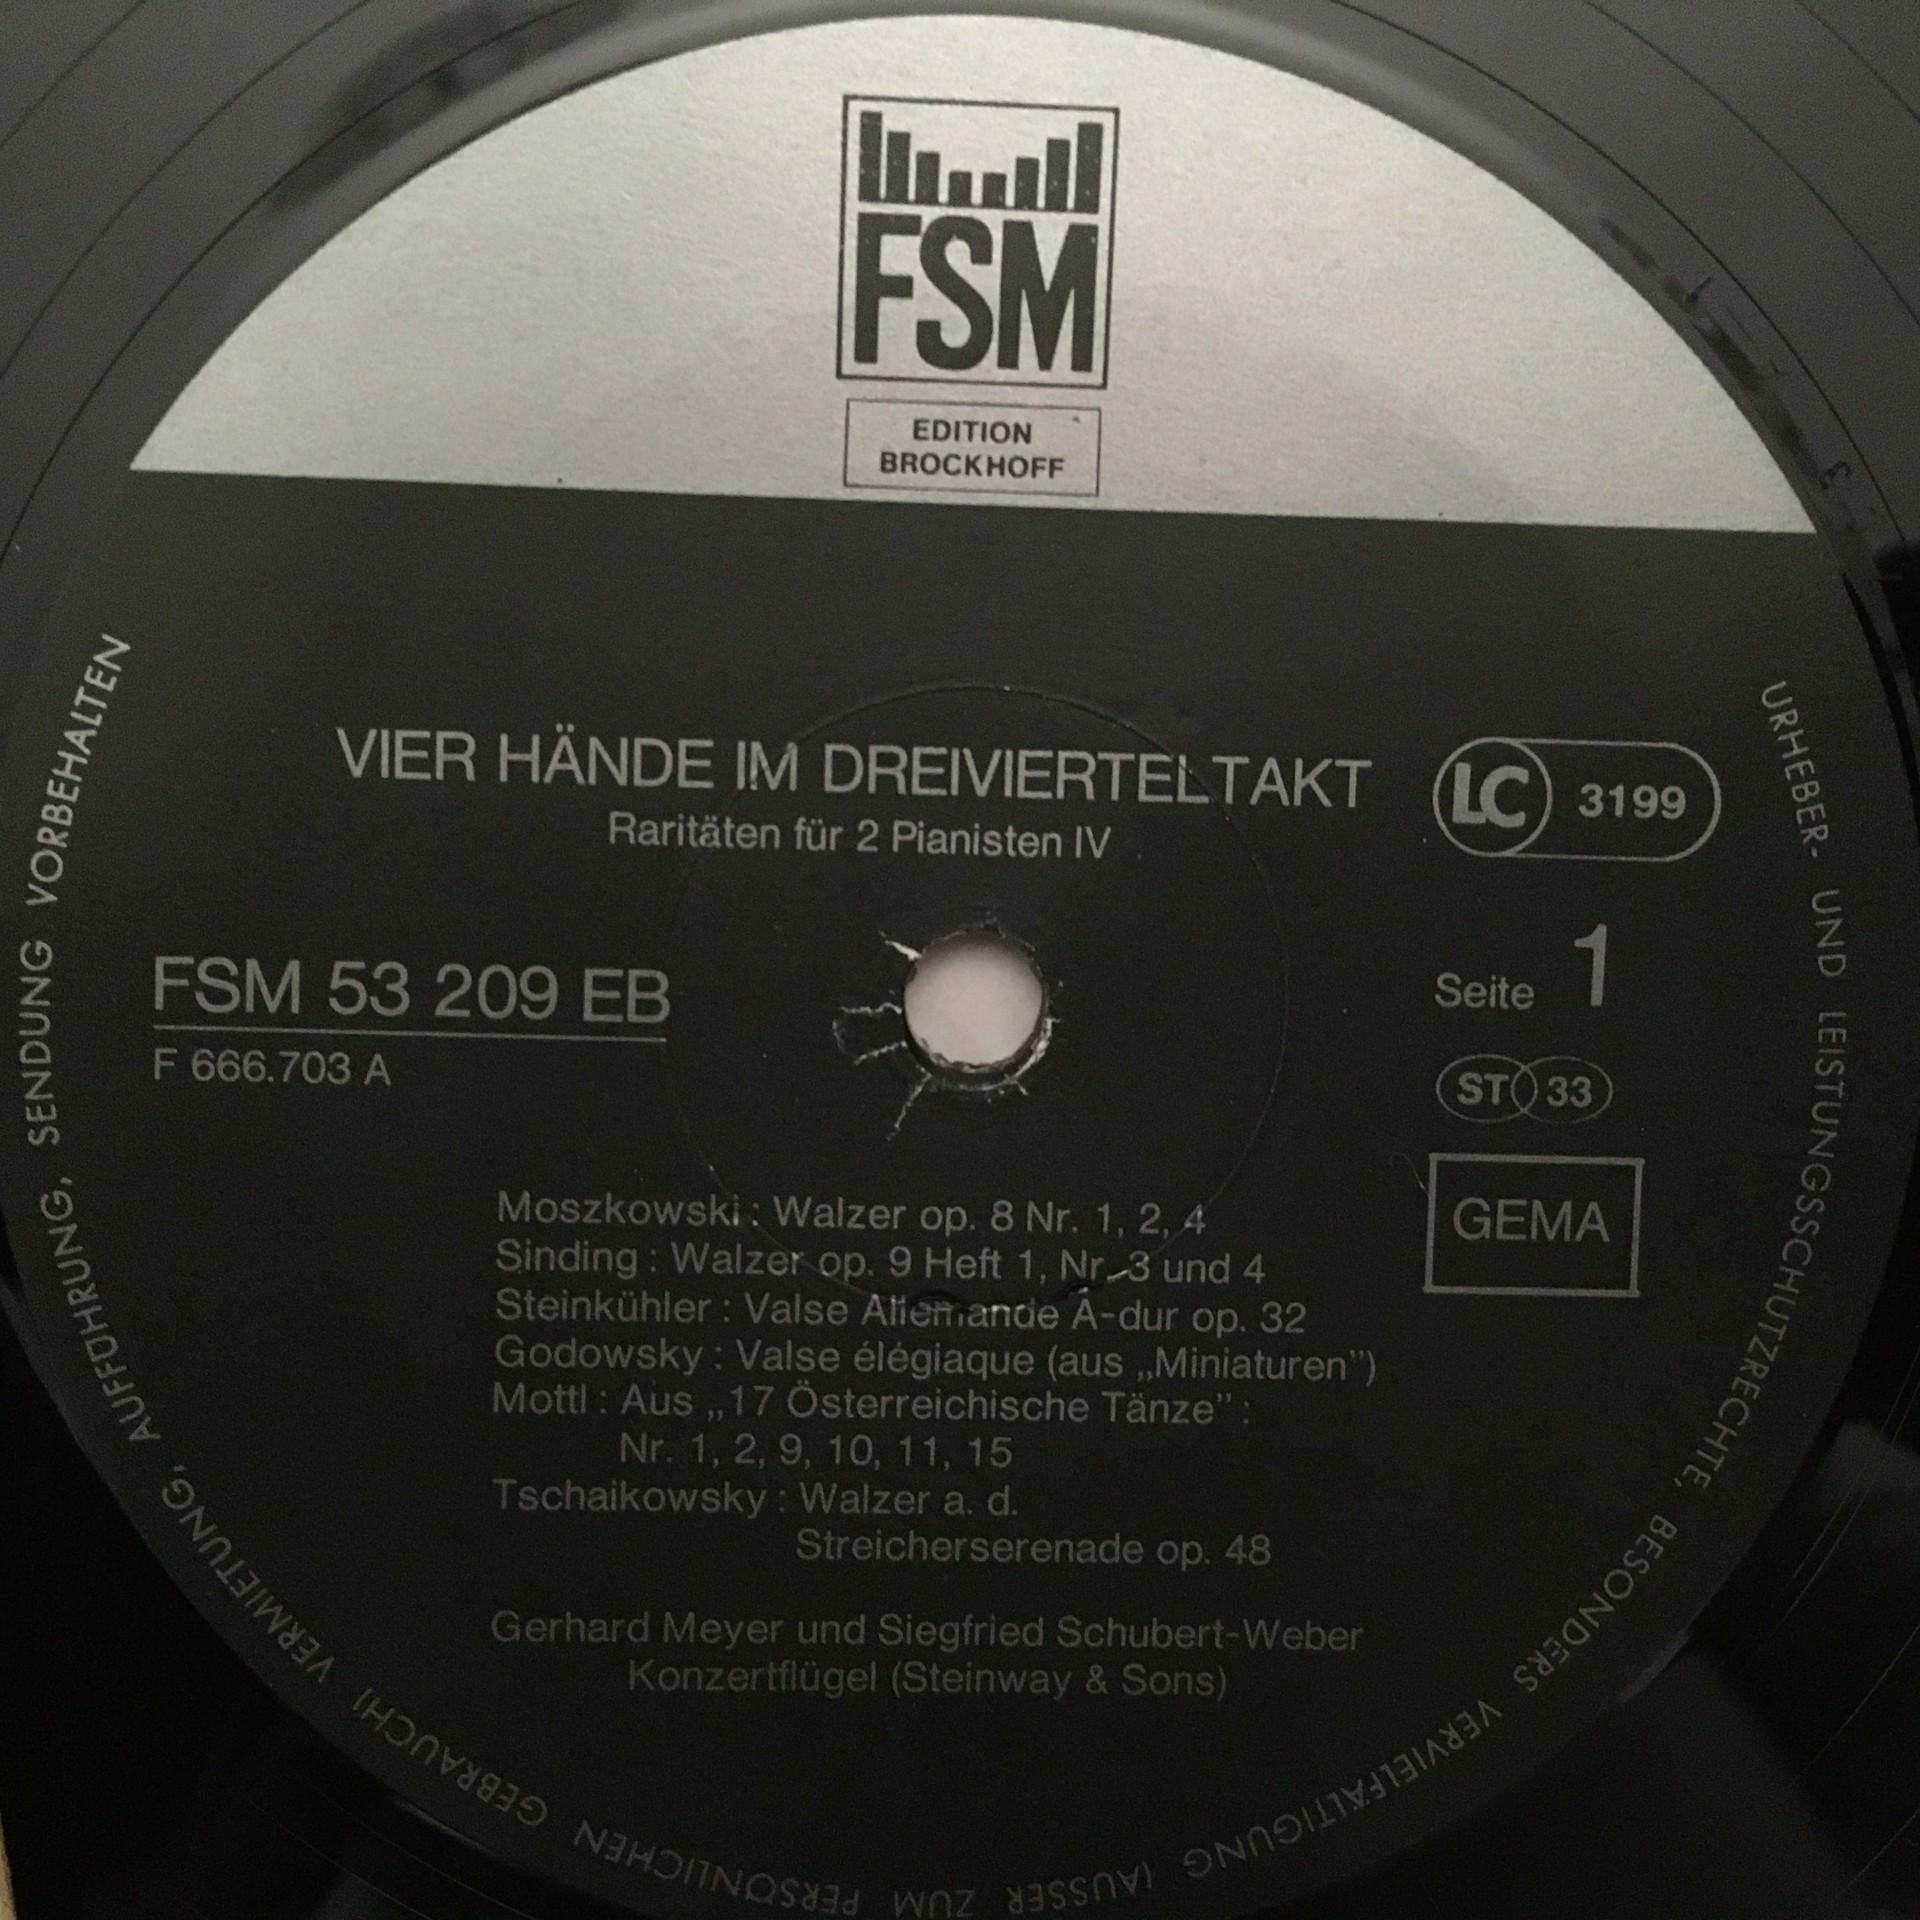 FSM
EDITION
BROCKHOFF
VIER HÄNDE IM DREIVIERTELTAKT
Raritäten für 2 Pianisten IV
LC 3199
FSM 53 209 EB
F 666.703 A
Seite 1
ST 33
GEMA
Moszkowski : Walzer op. 8 Nr. 1, 2, 4
Sinding : Walzer op. 9 Heft 1, Nr. 3 und 4
Steinkühler : Valse Allemande A-dur op. 32
Godowsky : Valse élégiaque (aus „Miniaturen”)
Mottl : Aus „17 Österreichische Tänze” :
Nr. 1, 2, 9, 10, 11, 15
Tschaikowsky : Walzer a. d.
Streicherserenade op. 48
Gerhard Meyer und Siegfried Schubert-Weber
Konzertflügel (Steinway & Sons)
URHEBER- UND LEISTUNGSSCHUTZRECHTE, BESONDERS VERVIELFÄLTIGUNG (AUSSER ZUM PERSÖNLICHEN GEBRAUCH) VERMIETUNG, AUFFÜHRUNG, SENDUNG VORBEHALTEN